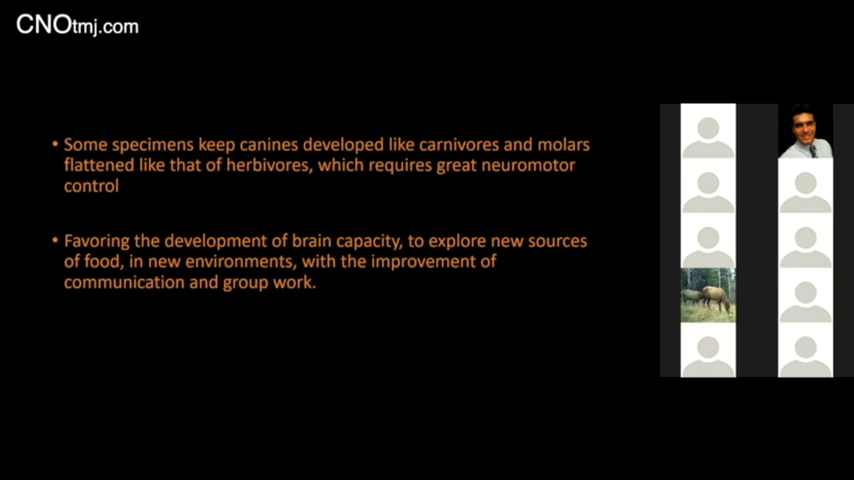 CNOtmj.com
• Some specimens keep canines developed like carnivores and molars
flattened like that of herbivores, which requires great neuromotor
control
• Favoring the development of brain capacity, to explore new sources
of food, in new environments, with the improvement of
communication and group work.